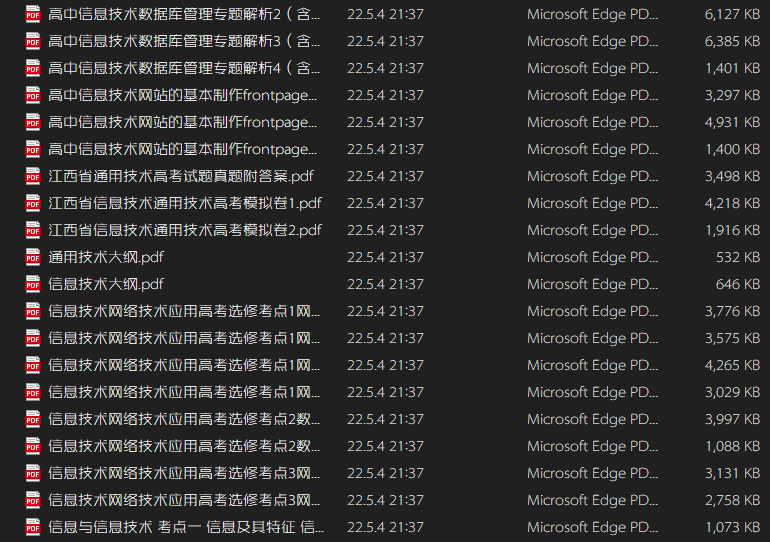 PDF 高中信息技术数据库管理专题解析2（含... 22.5.4 21:37 Microsoft Edge PD... 6,127 KB
PDF 高中信息技术数据库管理专题解析3（含... 22.5.4 21:37 Microsoft Edge PD... 6,385 KB
PDF 高中信息技术数据库管理专题解析4（含... 22.5.4 21:37 Microsoft Edge PD... 1,401 KB
PDF 高中信息技术网站的基本制作frontpage... 22.5.4 21:37 Microsoft Edge PD... 3,297 KB
PDF 高中信息技术网站的基本制作frontpage... 22.5.4 21:37 Microsoft Edge PD... 4,931 KB
PDF 高中信息技术网站的基本制作frontpage... 22.5.4 21:37 Microsoft Edge PD... 1,400 KB
PDF 江西省通用技术高考试题真题附答案.pdf 22.5.4 21:37 Microsoft Edge PD... 3,498 KB
PDF 江西省信息技术通用技术高考模拟卷1.pdf 22.5.4 21:37 Microsoft Edge PD... 4,218 KB
PDF 江西省信息技术通用技术高考模拟卷2.pdf 22.5.4 21:37 Microsoft Edge PD... 1,916 KB
PDF 通用技术大纲.pdf 22.5.4 21:37 Microsoft Edge PD... 532 KB
PDF 信息技术大纲.pdf 22.5.4 21:37 Microsoft Edge PD... 646 KB
PDF 信息技术网络技术应用高考选修考点1网... 22.5.4 21:37 Microsoft Edge PD... 3,776 KB
PDF 信息技术网络技术应用高考选修考点1网... 22.5.4 21:37 Microsoft Edge PD... 3,575 KB
PDF 信息技术网络技术应用高考选修考点1网... 22.5.4 21:37 Microsoft Edge PD... 4,265 KB
PDF 信息技术网络技术应用高考选修考点1网... 22.5.4 21:37 Microsoft Edge PD... 3,029 KB
PDF 信息技术网络技术应用高考选修考点2数... 22.5.4 21:37 Microsoft Edge PD... 3,997 KB
PDF 信息技术网络技术应用高考选修考点2数... 22.5.4 21:37 Microsoft Edge PD... 1,088 KB
PDF 信息技术网络技术应用高考选修考点3网... 22.5.4 21:37 Microsoft Edge PD... 3,131 KB
PDF 信息技术网络技术应用高考选修考点3网... 22.5.4 21:37 Microsoft Edge PD... 2,758 KB
PDF 信息与信息技术 考点一 信息及其特征 信... 22.5.4 21:37 Microsoft Edge PD... 1,073 KB